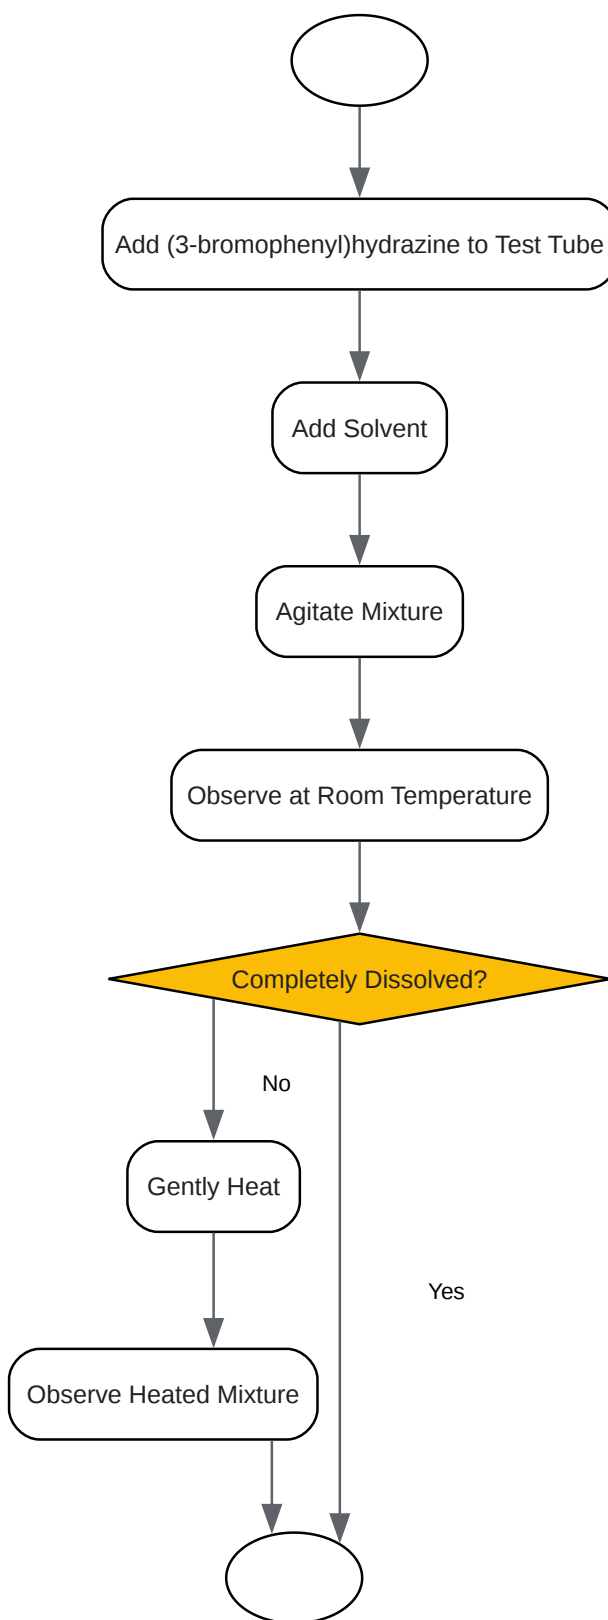 Add (3-bromophenyl)hydrazine to Test Tube
Add Solvent
Agitate Mixture
Observe at Room Temperature
Completely Dissolved?
No
Gently Heat
Yes
Observe Heated Mixture